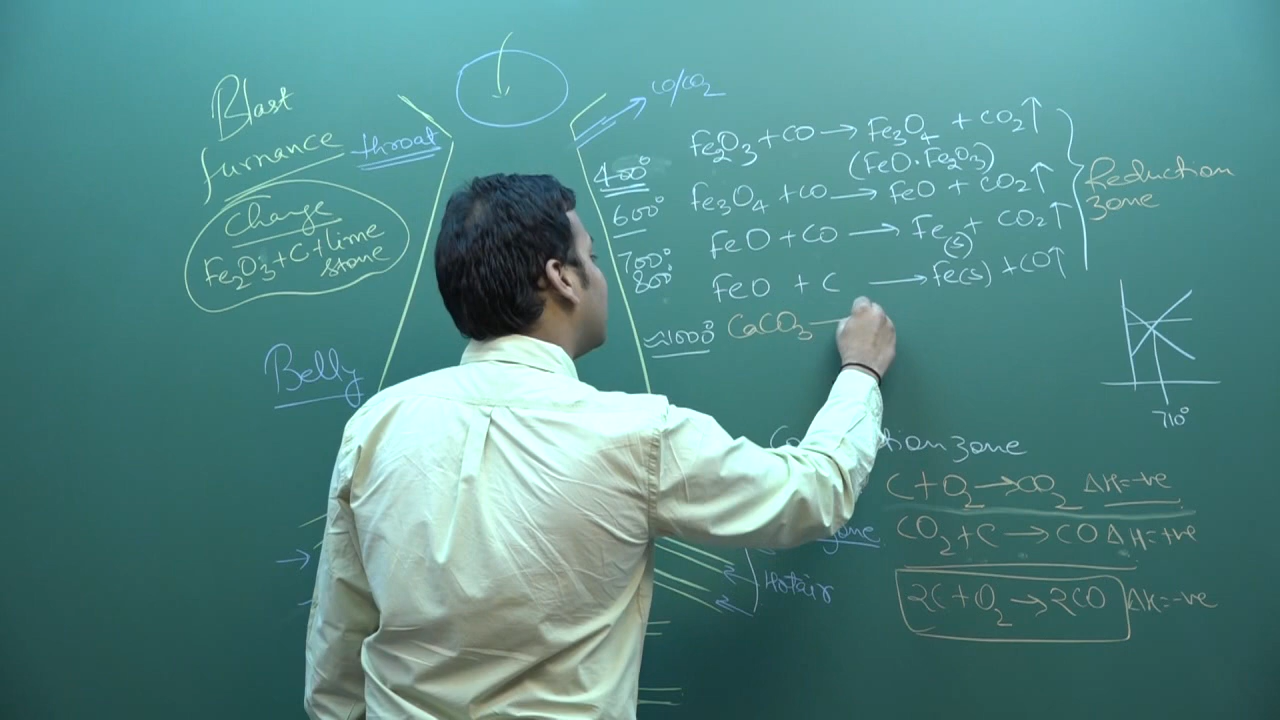 Blast
furnance
throat
Charge
Fe2O3 + C + lime
stone
Belly
CO/CO2
400°
600°
700°
800°
≈1000°
Fe2O3 + CO → Fe3O4 + CO2↑
(FeO·Fe2O3)
Fe3O4 + CO → FeO + CO2↑
FeO + CO → Fe(s) + CO2↑
FeO + C → Fe(s) + CO↑
CaCO3
Reduction
zone
710°
zone
C + O2 → CO2 ΔH=-ve
CO2 + C → CO ΔH=+ve
2C + O2 → 2CO ΔH=-ve
zone
Hot air